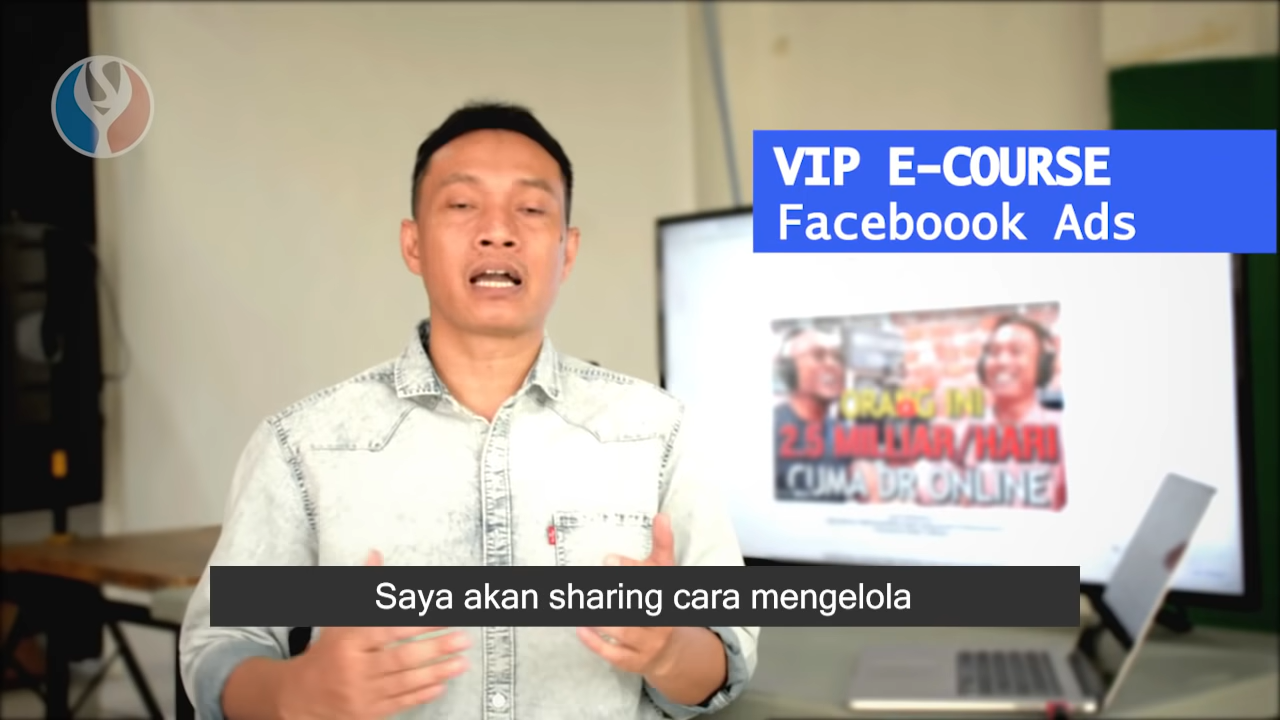 VIP E-COURSE
Faceboook Ads
ORANG INI
2.5 MILLIAR/HARI
CUMA DR ONLINE
Saya akan sharing cara mengelola